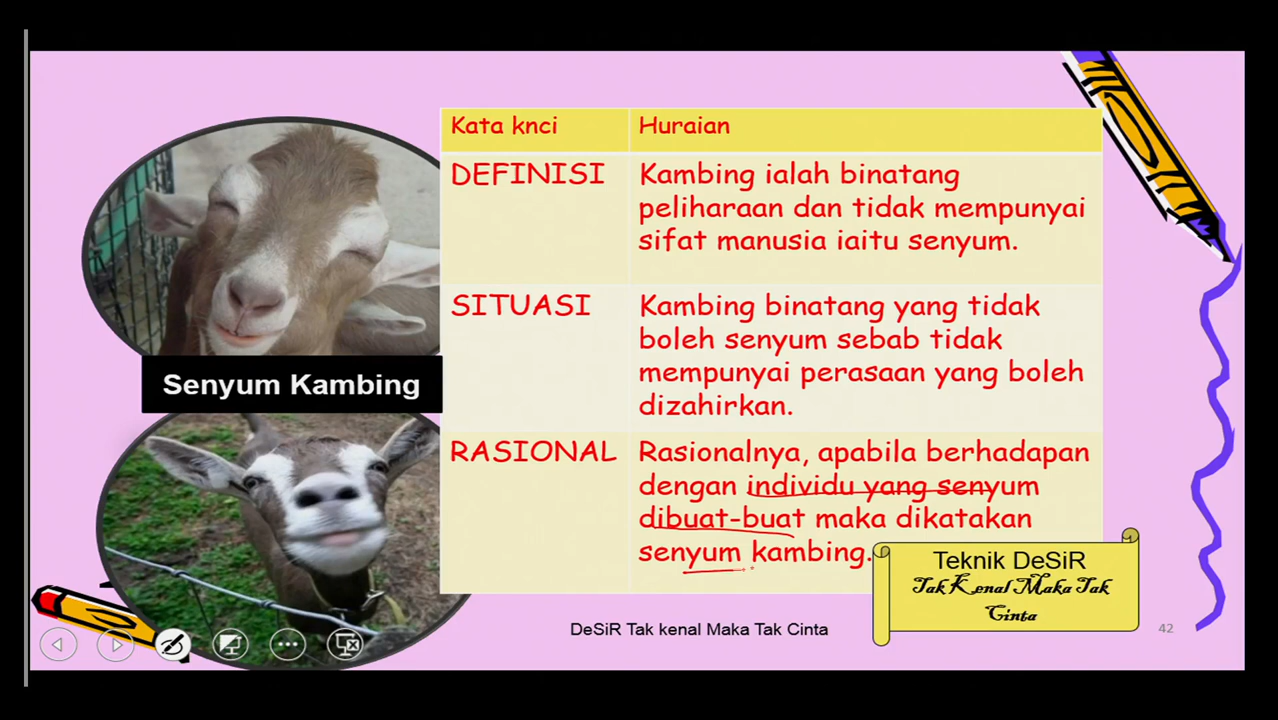 Kata knci
Huraian
DEFINISI
Kambing ialah binatang
peliharaan dan tidak mempunyai
sifat manusia iaitu senyum.
SITUASI
Kambing binatang yang tidak
boleh senyum sebab tidak
mempunyai perasaan yang boleh
dizahirkan.
RASIONAL
Rasionalnya, apabila berhadapan
dengan individu yang senyum
dibuat-buat maka dikatakan
senyum kambing.
Senyum Kambing
Teknik DeSiR
Tak Kenal Maka Tak
Cinta
DeSiR Tak kenal Maka Tak Cinta
42